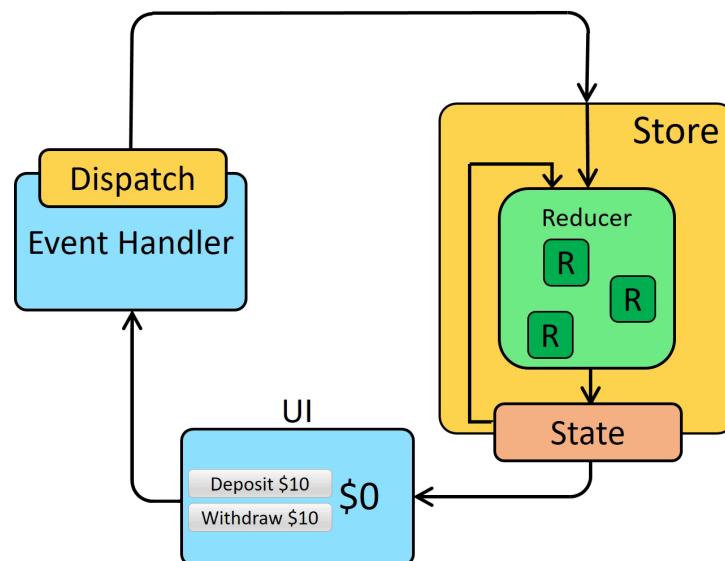 Store
Dispatch
Event Handler
Reducer
R
R
R
State
UI
Deposit $10
Withdraw $10
$0